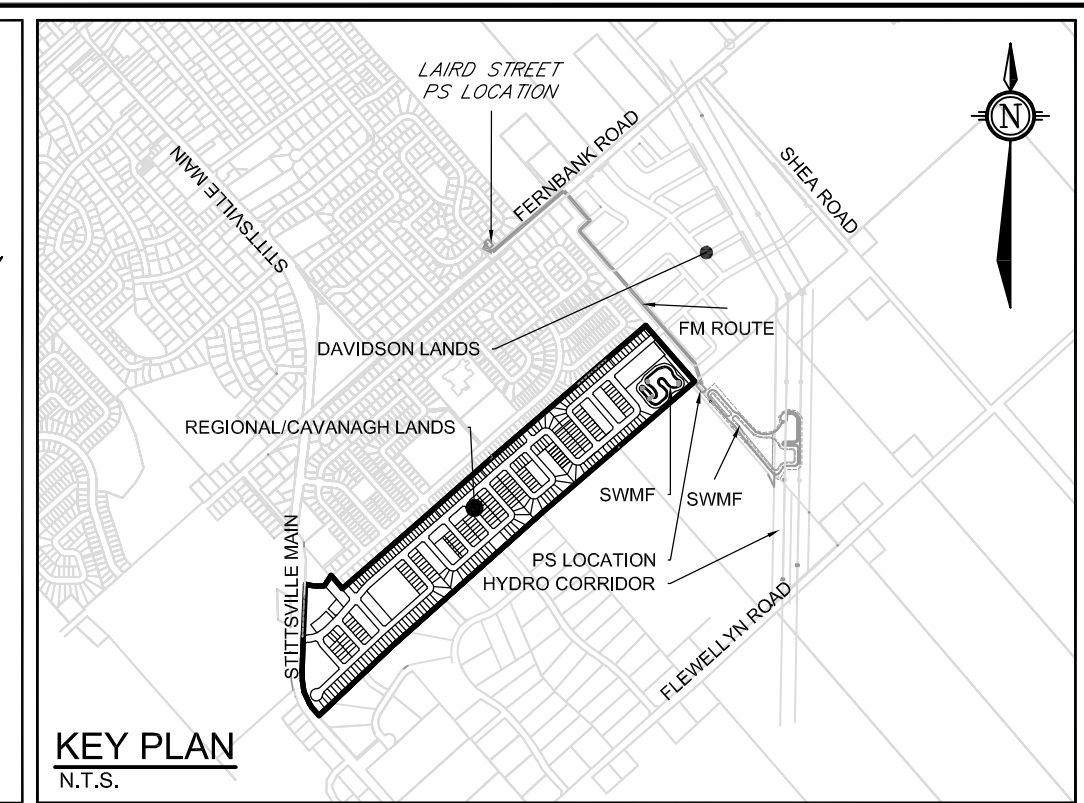 LAIRD STREET
PS LOCATION
N
STITTSVILLE MAIN
FERNBANK ROAD
SHEA ROAD
FM ROUTE
DAVIDSON LANDS
REGIONAL/CAVANAGH LANDS
SWMF
SWMF
PS LOCATION
HYDRO CORRIDOR
STITTSVILLE MAIN
FLEWELLYN ROAD
KEY PLAN
N.T.S.